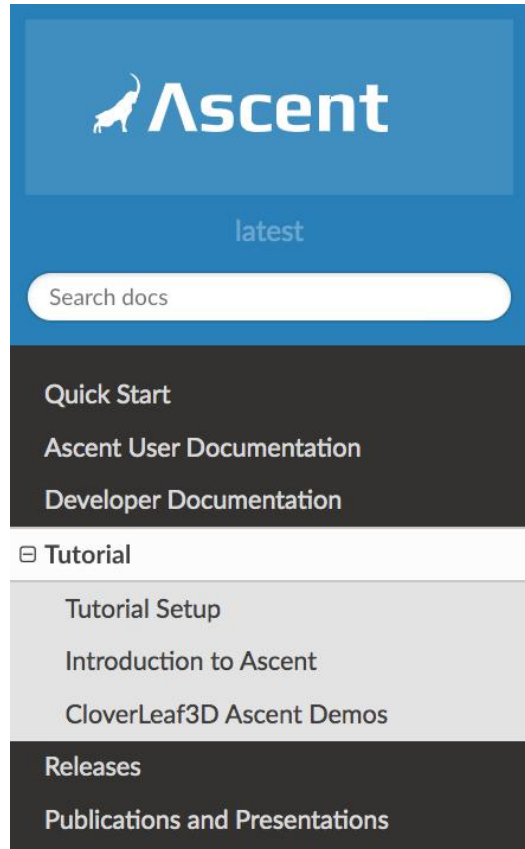 Ascent
latest
Search docs
Quick Start
Ascent User Documentation
Developer Documentation
Tutorial
Tutorial Setup
Introduction to Ascent
CloverLeaf3D Ascent Demos
Releases
Publications and Presentations